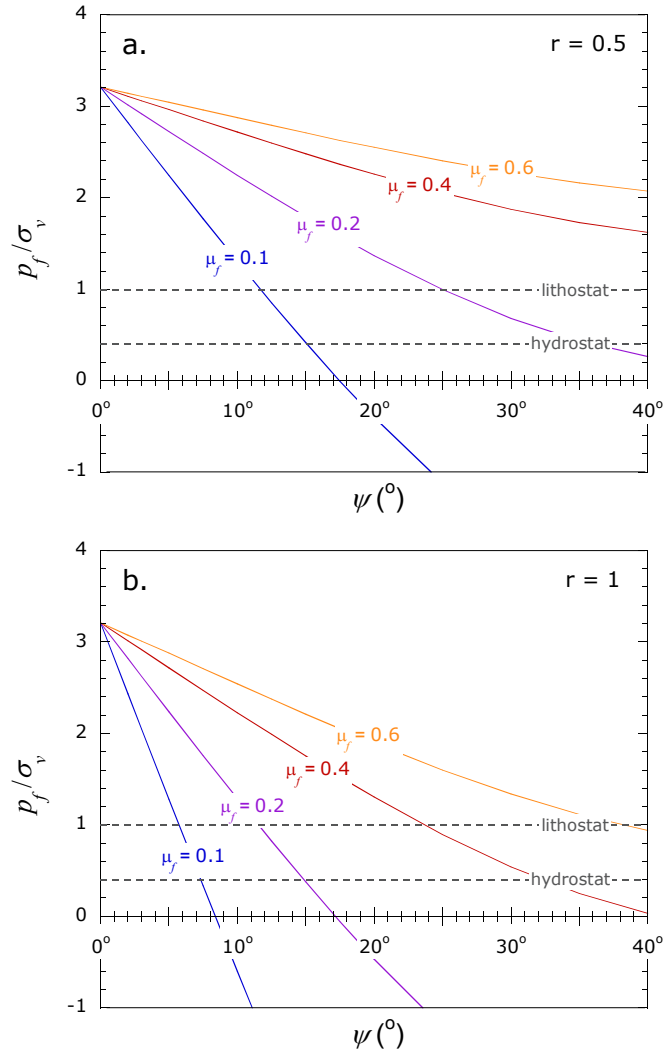 4
a.
r = 0.5
3
μf = 0.6
μf = 0.4
2
μf = 0.2
pf/σv
μf = 0.1
1
lithostat
hydrostat
0
0° 10° 20° 30° 40°
-1
ψ(°)
4
b.
r = 1
3
2
μf = 0.6
μf = 0.4
pf/σv
μf = 0.2
1
lithostat
μf = 0.1
hydrostat
0
0° 10° 20° 30° 40°
-1
ψ(°)